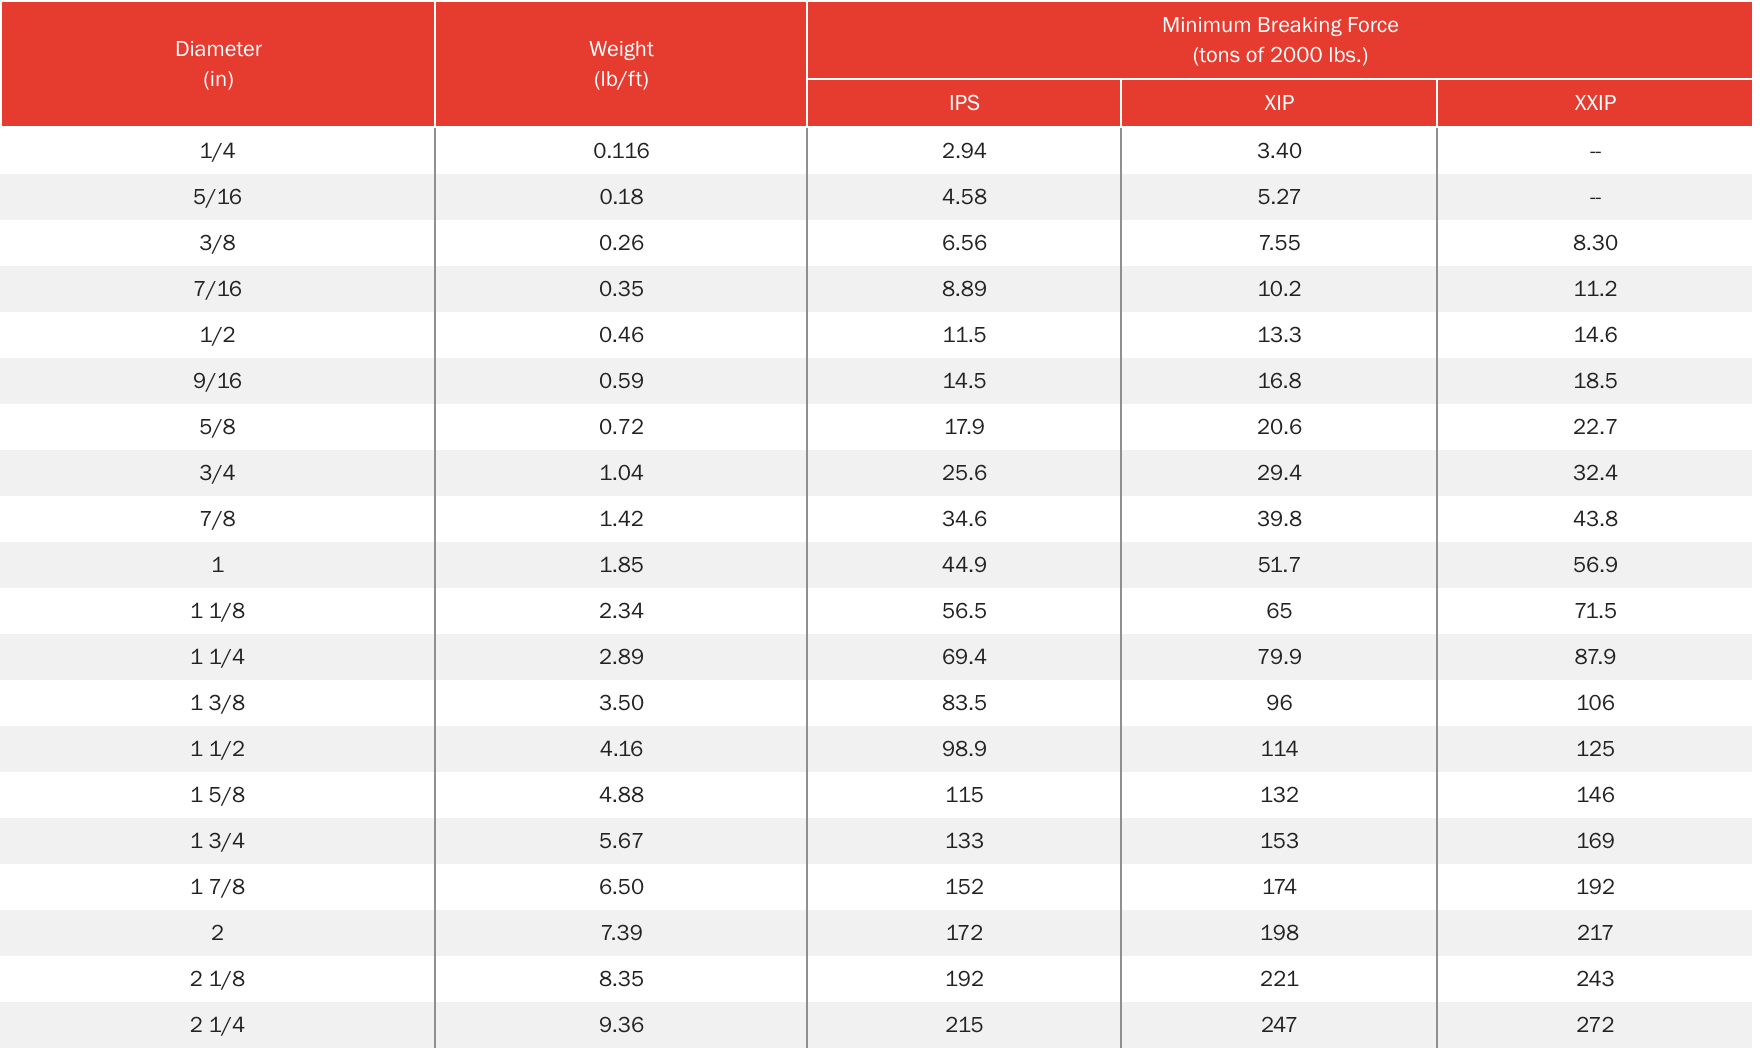 Diameter
(in)
Weight
(lb/ft)
Minimum Breaking Force
(tons of 2000 lbs.)
IPS XIP XXIP
1/4 0.116 2.94 3.40 --
5/16 0.18 4.58 5.27 --
3/8 0.26 6.56 7.55 8.30
7/16 0.35 8.89 10.2 11.2
1/2 0.46 11.5 13.3 14.6
9/16 0.59 14.5 16.8 18.5
5/8 0.72 17.9 20.6 22.7
3/4 1.04 25.6 29.4 32.4
7/8 1.42 34.6 39.8 43.8
1 1.85 44.9 51.7 56.9
1 1/8 2.34 56.5 65 71.5
1 1/4 2.89 69.4 79.9 87.9
1 3/8 3.50 83.5 96 106
1 1/2 4.16 98.9 114 125
1 5/8 4.88 115 132 146
1 3/4 5.67 133 153 169
1 7/8 6.50 152 174 192
2 7.39 172 198 217
2 1/8 8.35 192 221 243
2 1/4 9.36 215 247 272